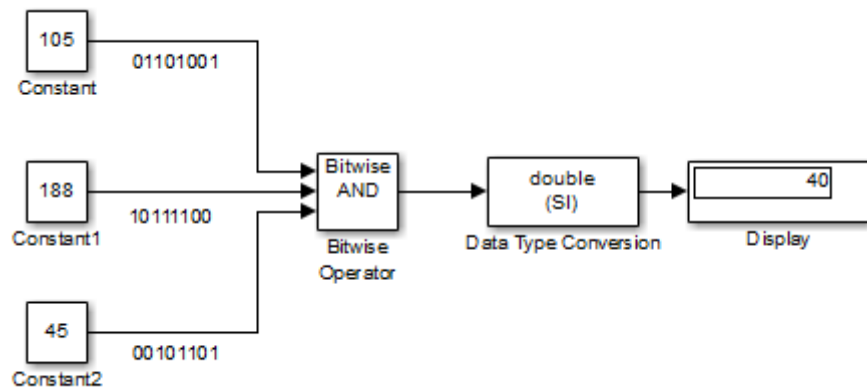 105
01101001
Constant
188
10111100
Constant1
45
00101101
Constant2
Bitwise
AND
Bitwise
Operator
double
(SI)
Data Type Conversion
40
Display